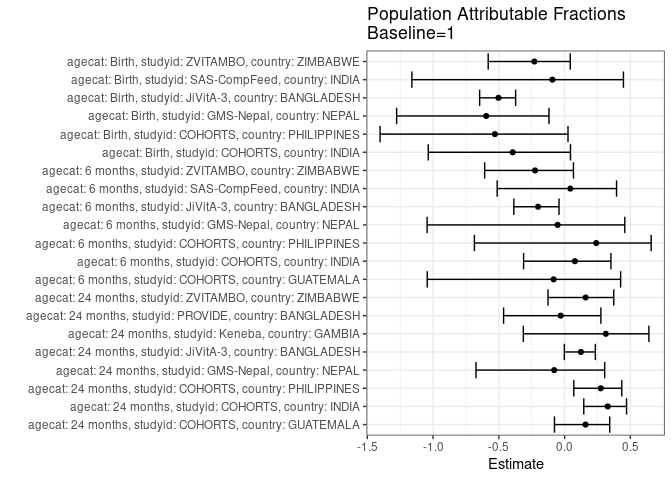 Population Attributable Fractions
Baseline=1
agecat: Birth, studyid: ZVITAMBO, country: ZIMBABWE
agecat: Birth, studyid: SAS-CompFeed, country: INDIA
agecat: Birth, studyid: JiVitA-3, country: BANGLADESH
agecat: Birth, studyid: GMS-Nepal, country: NEPAL
agecat: Birth, studyid: COHORTS, country: PHILIPPINES
agecat: Birth, studyid: COHORTS, country: INDIA
agecat: 6 months, studyid: ZVITAMBO, country: ZIMBABWE
agecat: 6 months, studyid: SAS-CompFeed, country: INDIA
agecat: 6 months, studyid: JiVitA-3, country: BANGLADESH
agecat: 6 months, studyid: GMS-Nepal, country: NEPAL
agecat: 6 months, studyid: COHORTS, country: PHILIPPINES
agecat: 6 months, studyid: COHORTS, country: INDIA
agecat: 6 months, studyid: COHORTS, country: GUATEMALA
agecat: 24 months, studyid: ZVITAMBO, country: ZIMBABWE
agecat: 24 months, studyid: PROVIDE, country: BANGLADESH
agecat: 24 months, studyid: Keneba, country: GAMBIA
agecat: 24 months, studyid: JiVitA-3, country: BANGLADESH
agecat: 24 months, studyid: GMS-Nepal, country: NEPAL
agecat: 24 months, studyid: COHORTS, country: PHILIPPINES
agecat: 24 months, studyid: COHORTS, country: INDIA
agecat: 24 months, studyid: COHORTS, country: GUATEMALA
-1.5 -1.0 -0.5 0.0 0.5
Estimate